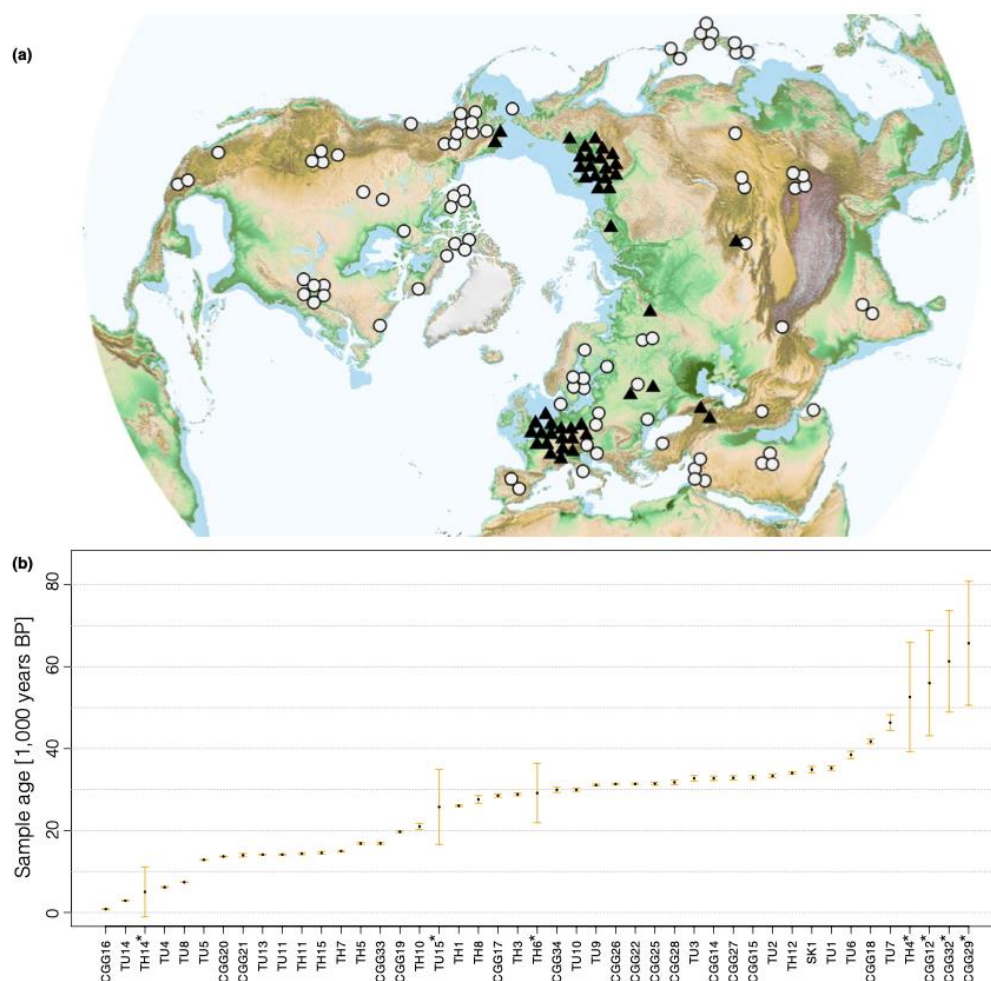 (a)
(b)
Sample age [1,000 years BP]
80
60
40
20
0
CGG16
TU14
TH14*
TU4
TU8
TU5
CGG20
CGG21
TU13
TU11
TH11
TH15
TH7
TH5
CGG33
CGG19
TH10
TU15*
TH1
TH8
CGG17
TH3
TH6*
CGG34
TU10
TU9
CGG26
CGG22
CGG25
CGG28
TU3
CGG14
CGG27
CGG15
TU2
TH12
SK1
TU1
TU6
CGG18
TU7
TH4*
CGG12*
CGG32*
CGG29*